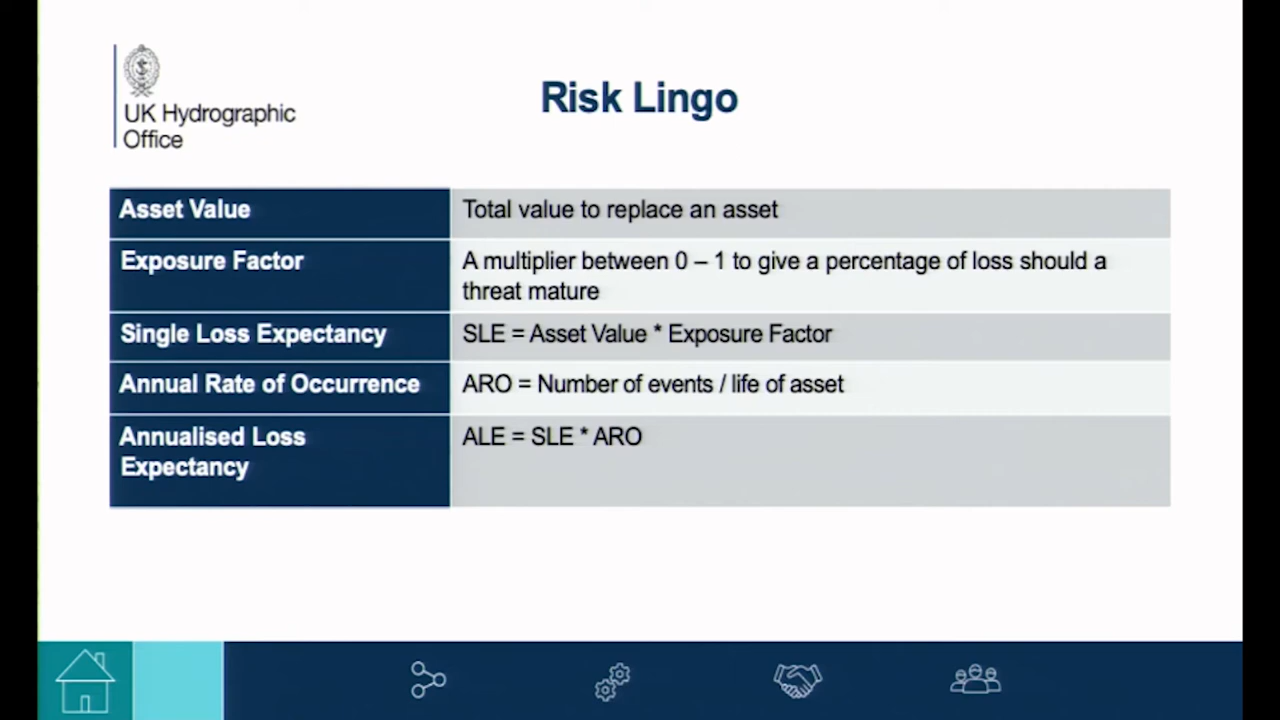 UK Hydrographic
Office
Risk Lingo
Asset Value
Total value to replace an asset
Exposure Factor
A multiplier between 0 – 1 to give a percentage of loss should a
threat mature
Single Loss Expectancy
SLE = Asset Value * Exposure Factor
Annual Rate of Occurrence
ARO = Number of events / life of asset
Annualised Loss
Expectancy
ALE = SLE * ARO